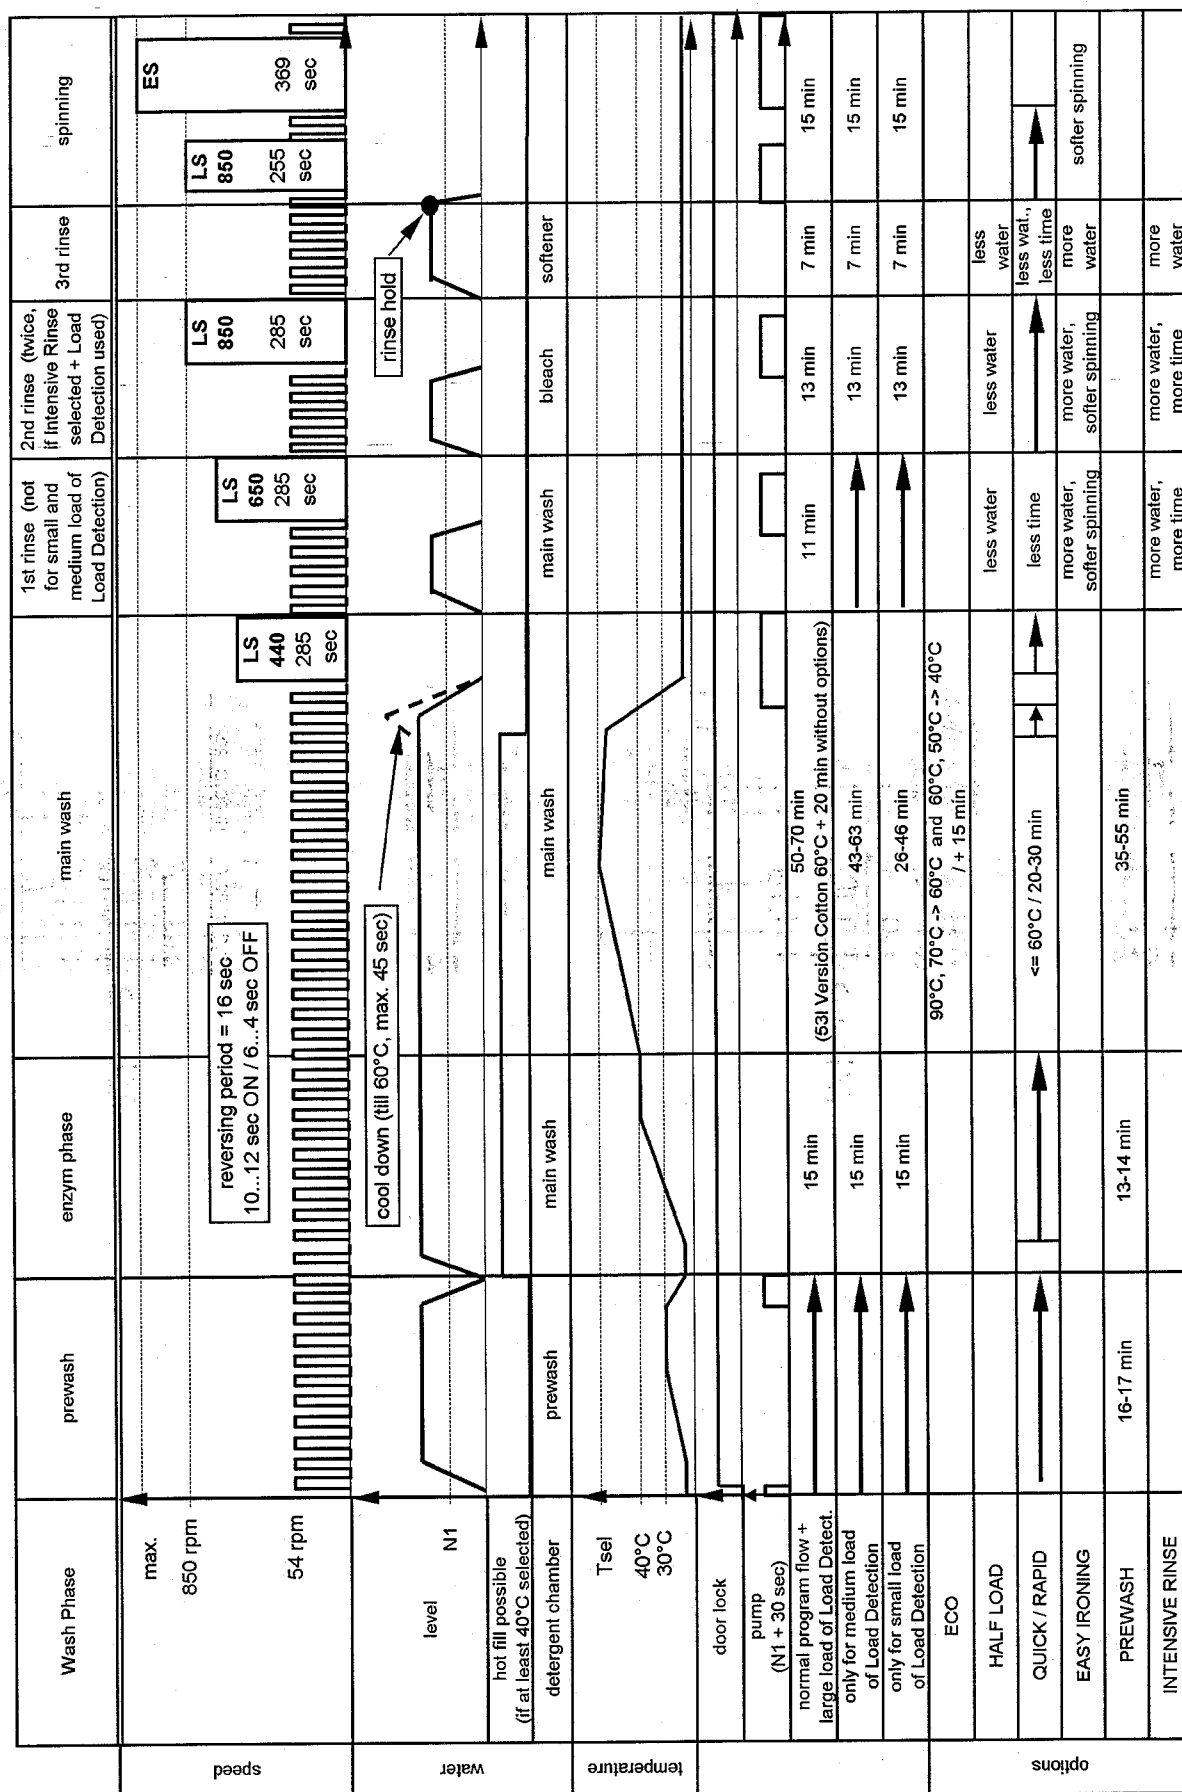 Wash Phase
prewash
enzym phase
main wash
1st rinse (not
for small and
medium load of
Load Detection)
2nd rinse (twice,
if Intensive Rinse
selected + Load
Detection used)
3rd rinse
spinning
speed
max.
850 rpm
54 rpm
reversing period = 16 sec
10...12 sec ON / 6...4 sec OFF
LS
440
285
sec
LS
650
285
sec
LS
850
285
sec
LS
850
255
sec
ES
369
sec
water
level
N1
cool down (till 60°C, max. 45 sec)
rinse hold
hot fill possible
(if at least 40°C selected)
detergent chamber
prewash
main wash
main wash
main wash
bleach
softener
temperature
Tsel
40°C
30°C
door lock
pump
(N1 + 30 sec)
normal program flow +
large load of Load Detect.
15 min
50-70 min
(53l Version Cotton 60°C + 20 min without options)
11 min
13 min
7 min
15 min
only for medium load
of Load Detection
15 min
43-63 min
13 min
7 min
15 min
only for small load
of Load Detection
15 min
26-46 min
13 min
7 min
15 min
options
ECO
90°C, 70°C -> 60°C and 60°C, 50°C -> 40°C
/ + 15 min
HALF LOAD
less water
less water
less
water
QUICK / RAPID
<= 60°C / 20-30 min
less time
less wat.,
less time
EASY IRONING
more water,
softer spinning
more water,
softer spinning
more
water
softer spinning
PREWASH
16-17 min
13-14 min
35-55 min
INTENSIVE RINSE
more water,
more time
more water,
more time
more
water